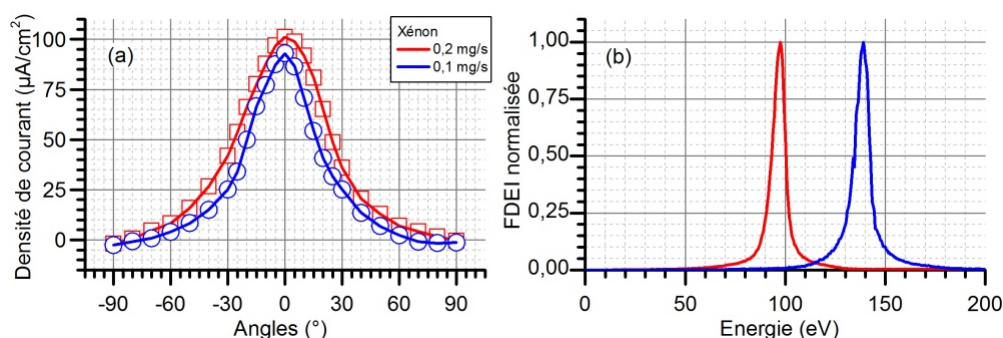 (a)
Xénon
0,2 mg/s
0,1 mg/s
Densité de courant (µA/cm²)
100
75
50
25
0
-90 -60 -30 0 30 60 90
Angles (°)
(b)
FDEI normalisée
1,00
0,75
0,50
0,25
0,00
0 50 100 150 200
Energie (eV)